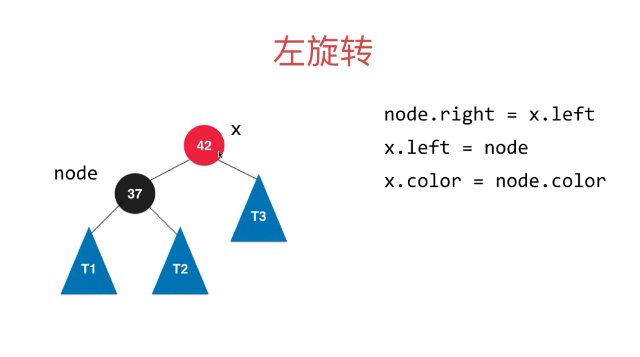 左旋转
x
42
node
37
T3
T1
T2
node.right = x.left
x.left = node
x.color = node.color